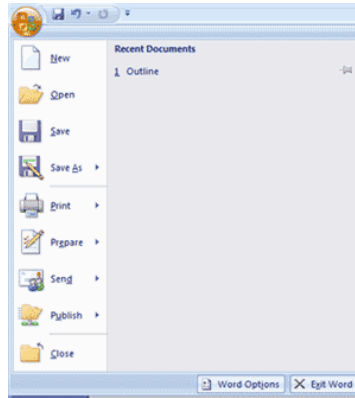 New
Open
Save
Save As
Print
Prepare
Send
Publish
Close
Recent Documents
1 Outline
Word Options
Exit Word